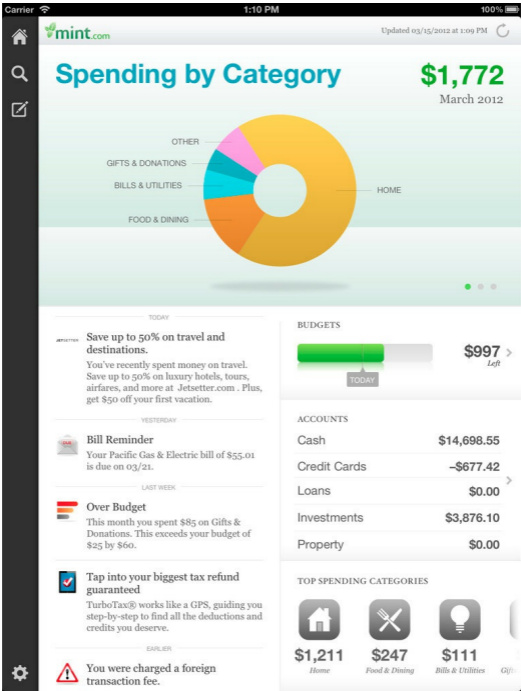 Carrier 1:10 PM 100%
mint.com
Updated 03/15/2012 at 1:09 PM
Spending by Category
$1,772
March 2012
OTHER
GIFTS & DONATIONS
BILLS & UTILITIES
FOOD & DINING
HOME
TODAY
JETSETTER
Save up to 50% on travel and
destinations.
You've recently spent money on travel.
Save up to 50% on luxury hotels, tours,
airfares, and more at Jetsetter.com . Plus,
get $50 off your first vacation.
YESTERDAY
Bill Reminder
Your Pacific Gas & Electric bill of $55.01
is due on 03/21.
LAST WEEK
Over Budget
This month you spent $85 on Gifts &
Donations. This exceeds your budget of
$25 by $60.
Tap into your biggest tax refund
guaranteed
TurboTax® works like a GPS, guiding you
step-by-step to find all the deductions and
credits you deserve.
EARLIER
You were charged a foreign
transaction fee.
BUDGETS
$997
Left
TODAY
ACCOUNTS
Cash $14,698.55
Credit Cards –$677.42
Loans $0.00
Investments $3,876.10
Property $0.00
TOP SPENDING CATEGORIES
$1,211 $247 $111
Home Food & Dining Bills & Utilities Gift